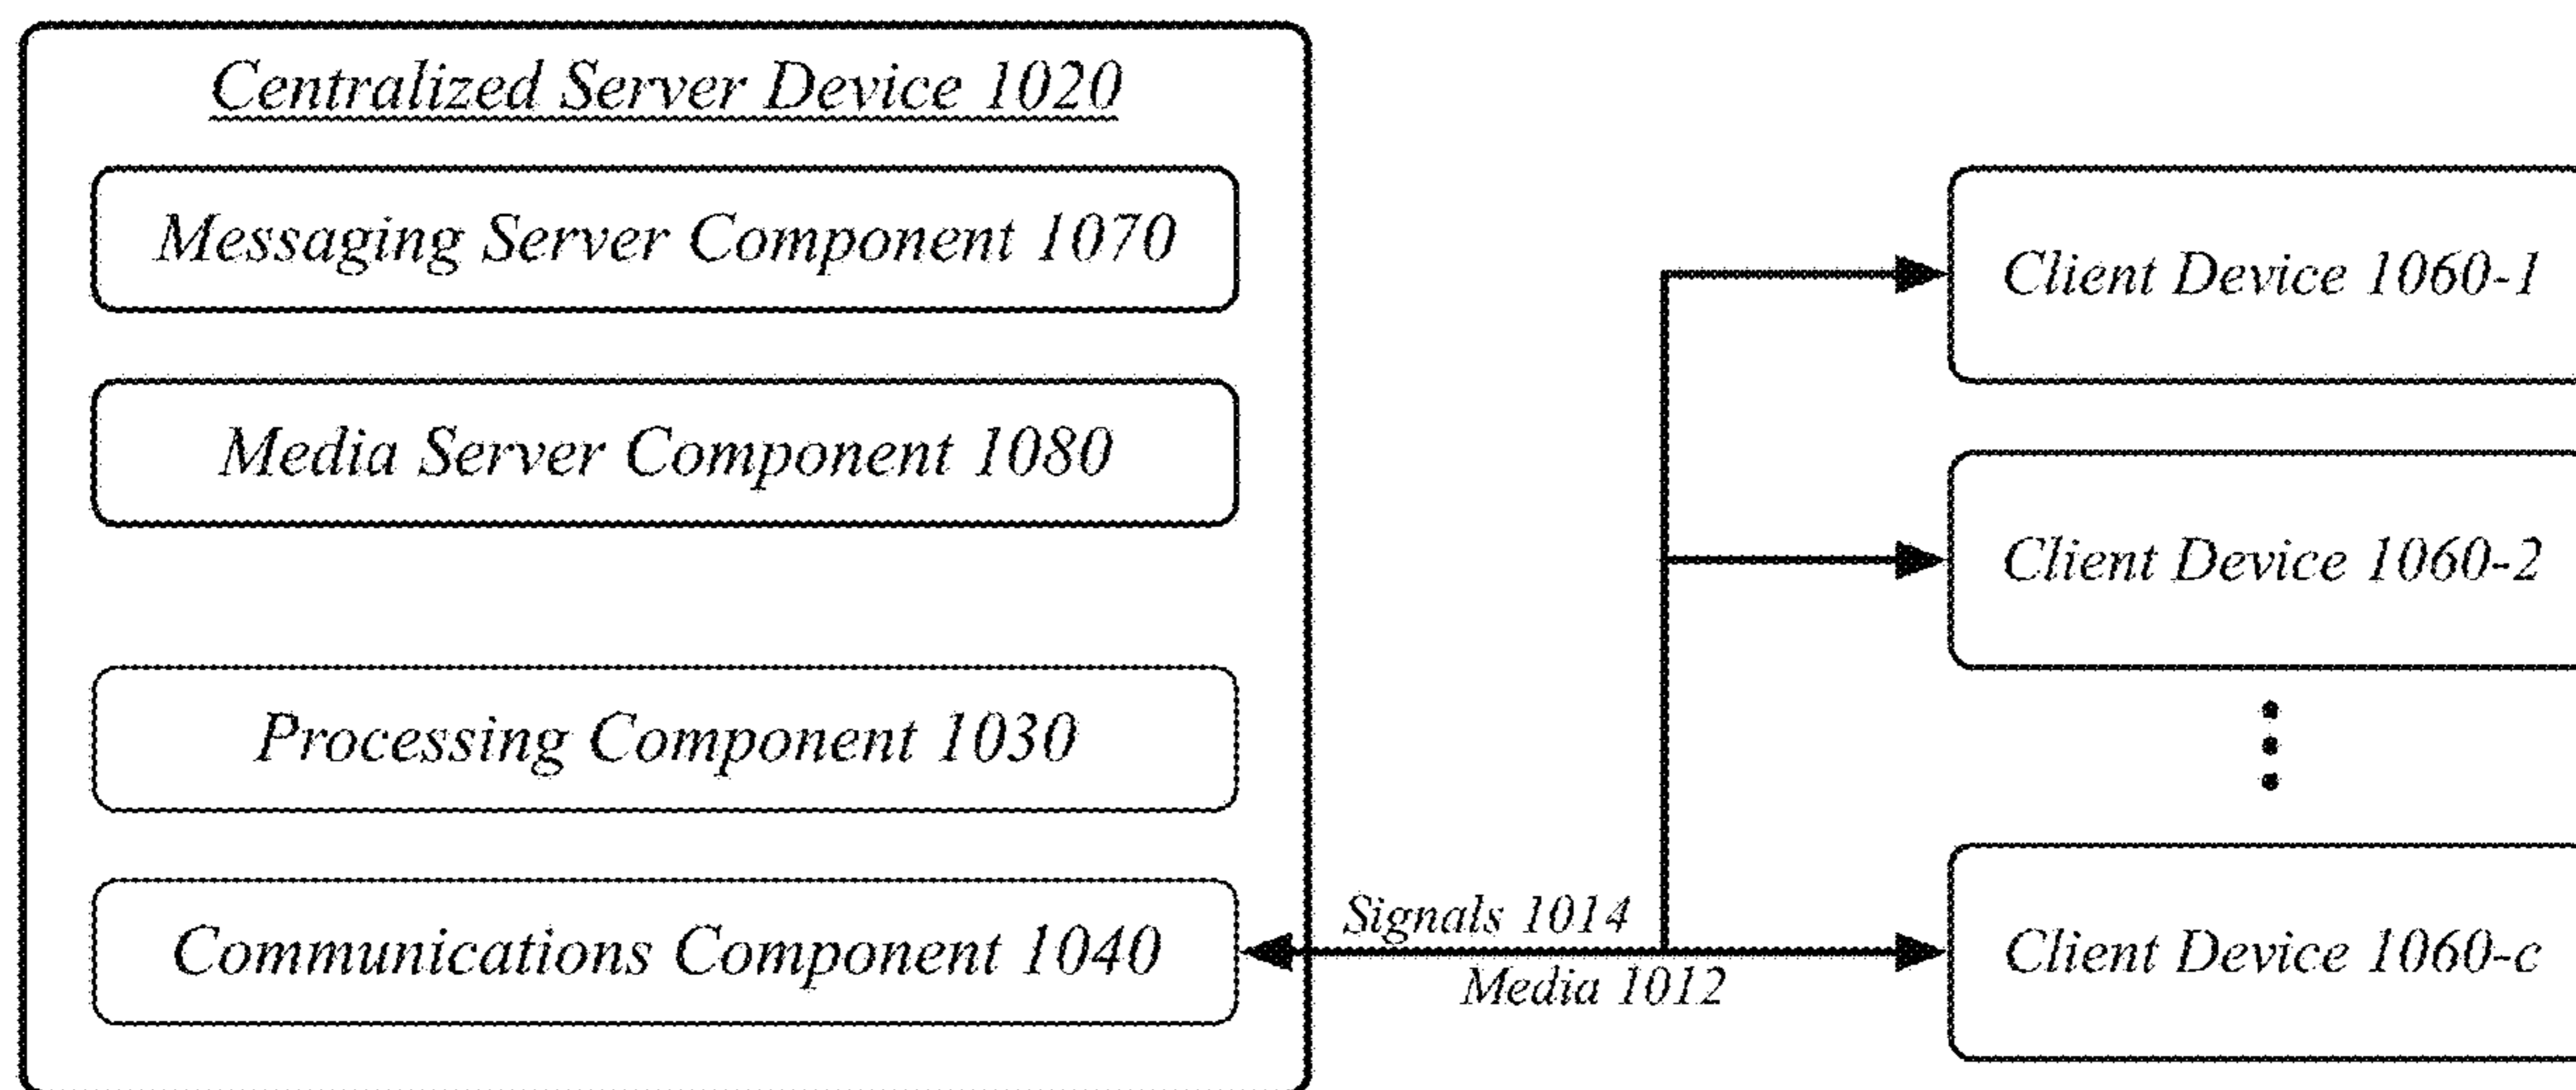 Centralized Server Device 1020
Messaging Server Component 1070
Media Server Component 1080
Processing Component 1030
Communications Component 1040
Signals 1014
Media 1012
Client Device 1060-1
Client Device 1060-2
Client Device 1060-c